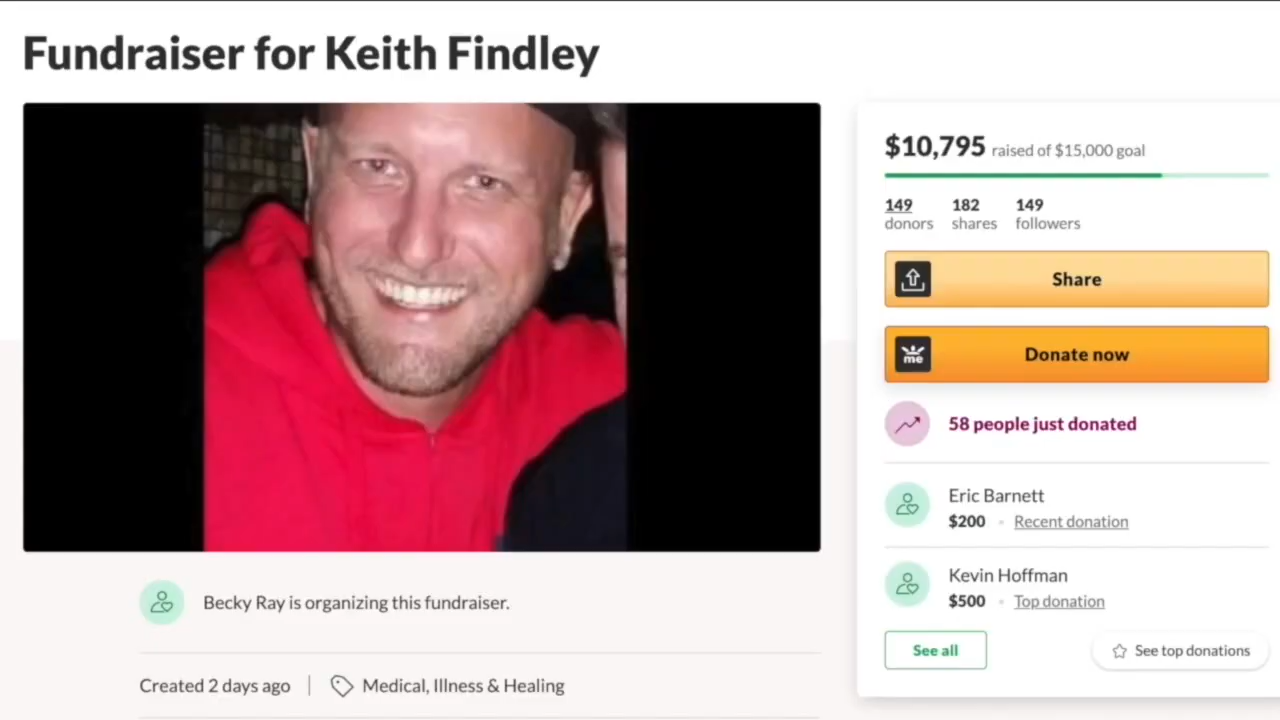 Fundraiser for Keith Findley
$10,795 raised of $15,000 goal
149 182 149
donors shares followers
Share
me Donate now
58 people just donated
Eric Barnett
$200 • Recent donation
Kevin Hoffman
$500 • Top donation
See all See top donations
Becky Ray is organizing this fundraiser.
Created 2 days ago | Medical, Illness & Healing